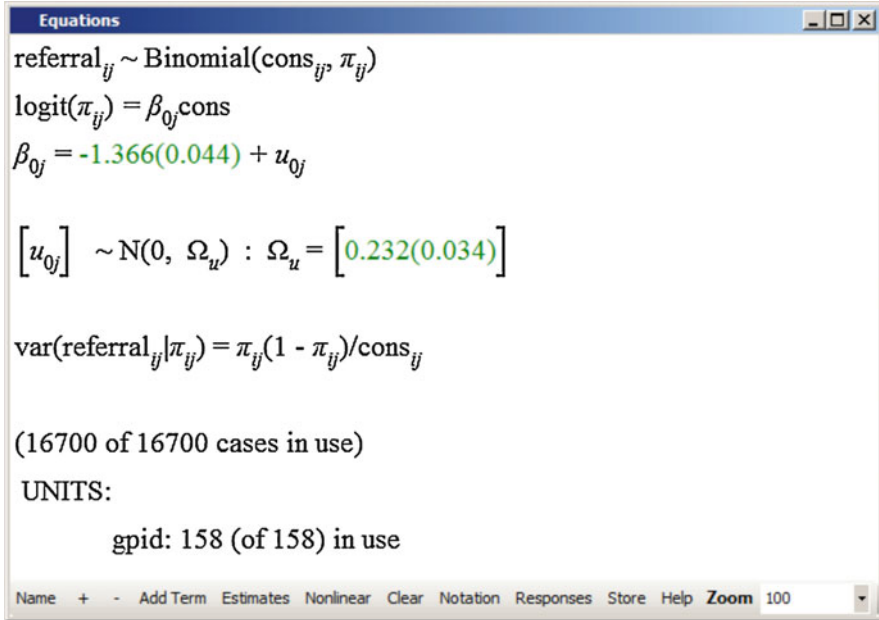 Equations
referral_ij ~ Binomial(cons_ij, π_ij)
logit(π_ij) = β_0jcons
β_0j = -1.366(0.044) + u_0j
[u_0j] ~ N(0, Ω_u) : Ω_u = [0.232(0.034)]
var(referral_ij|π_ij) = π_ij(1 - π_ij)/cons_ij
(16700 of 16700 cases in use)
UNITS:
gpid: 158 (of 158) in use
Name + - Add Term Estimates Nonlinear Clear Notation Responses Store Help Zoom 100